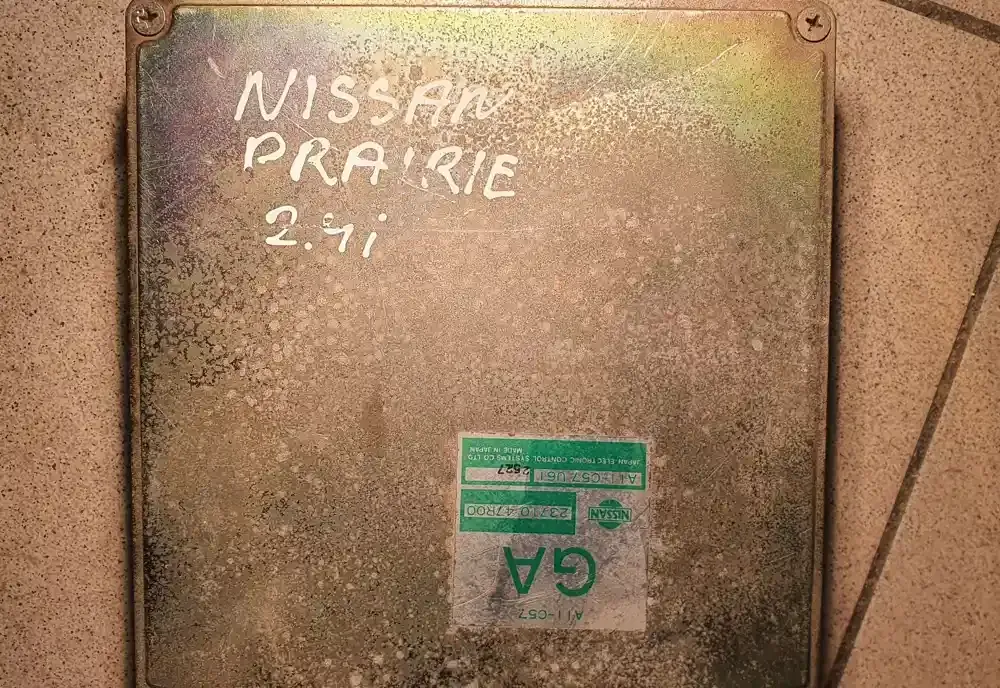 NISSAN
PRAIRIE
2.4i
A11-C57
GA
NISSAN
23710 47R00
A11-C57 U61
2527
JAPAN ELECTRONIC CONTROL SYSTEMS CO LTD
MADE IN JAPAN